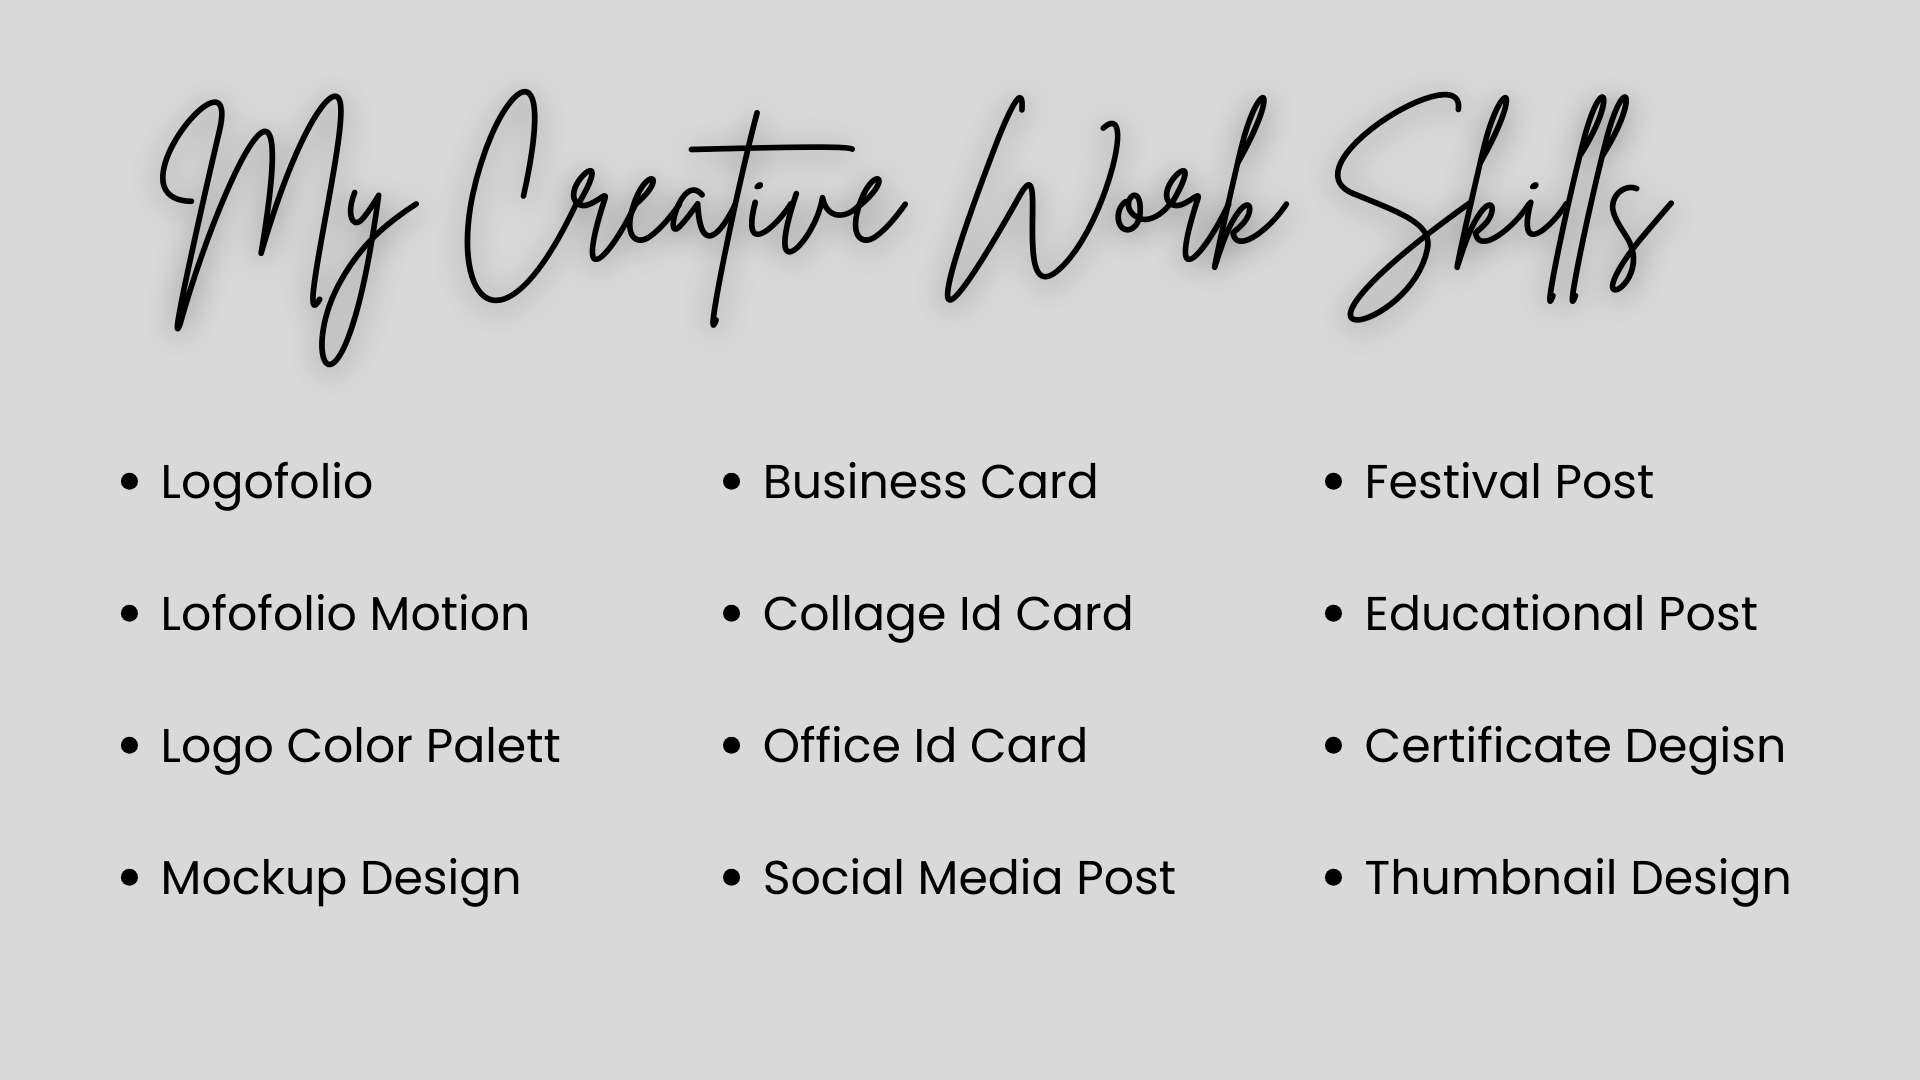 My Creative Work Skills
Logofolio
Lofofolio Motion
Logo Color Palett
Mockup Design
Business Card
Collage Id Card
Office Id Card
Social Media Post
Festival Post
Educational Post
Certificate Degisn
Thumbnail Design